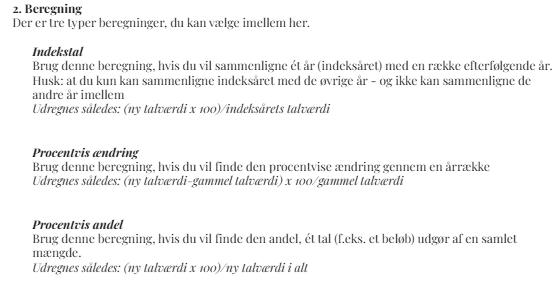 2. Beregning
Der er tre typer beregninger, du kan vælge imellem her.
Indekstal
Brug denne beregning, hvis du vil sammenligne ét år (indeksåret) med en række efterfølgende år.
Husk: at du kun kan sammenligne indeksåret med de øvrige år - og ikke kan sammenligne de
andre år imellem
Udregnes således: (ny talværdi x 100)/indeksårets talværdi
Procentvis ændring
Brug denne beregning, hvis du vil finde den procentvise ændring gennem en årrække
Udregnes således: (ny talværdi-gammel talværdi) x 100/gammel talværdi
Procentvis andel
Brug denne beregning, hvis du vil finde den andel, ét tal (f.eks. et beløb) udgør af en samlet
mængde.
Udregnes således: (ny talværdi x 100)/ny talværdi i alt